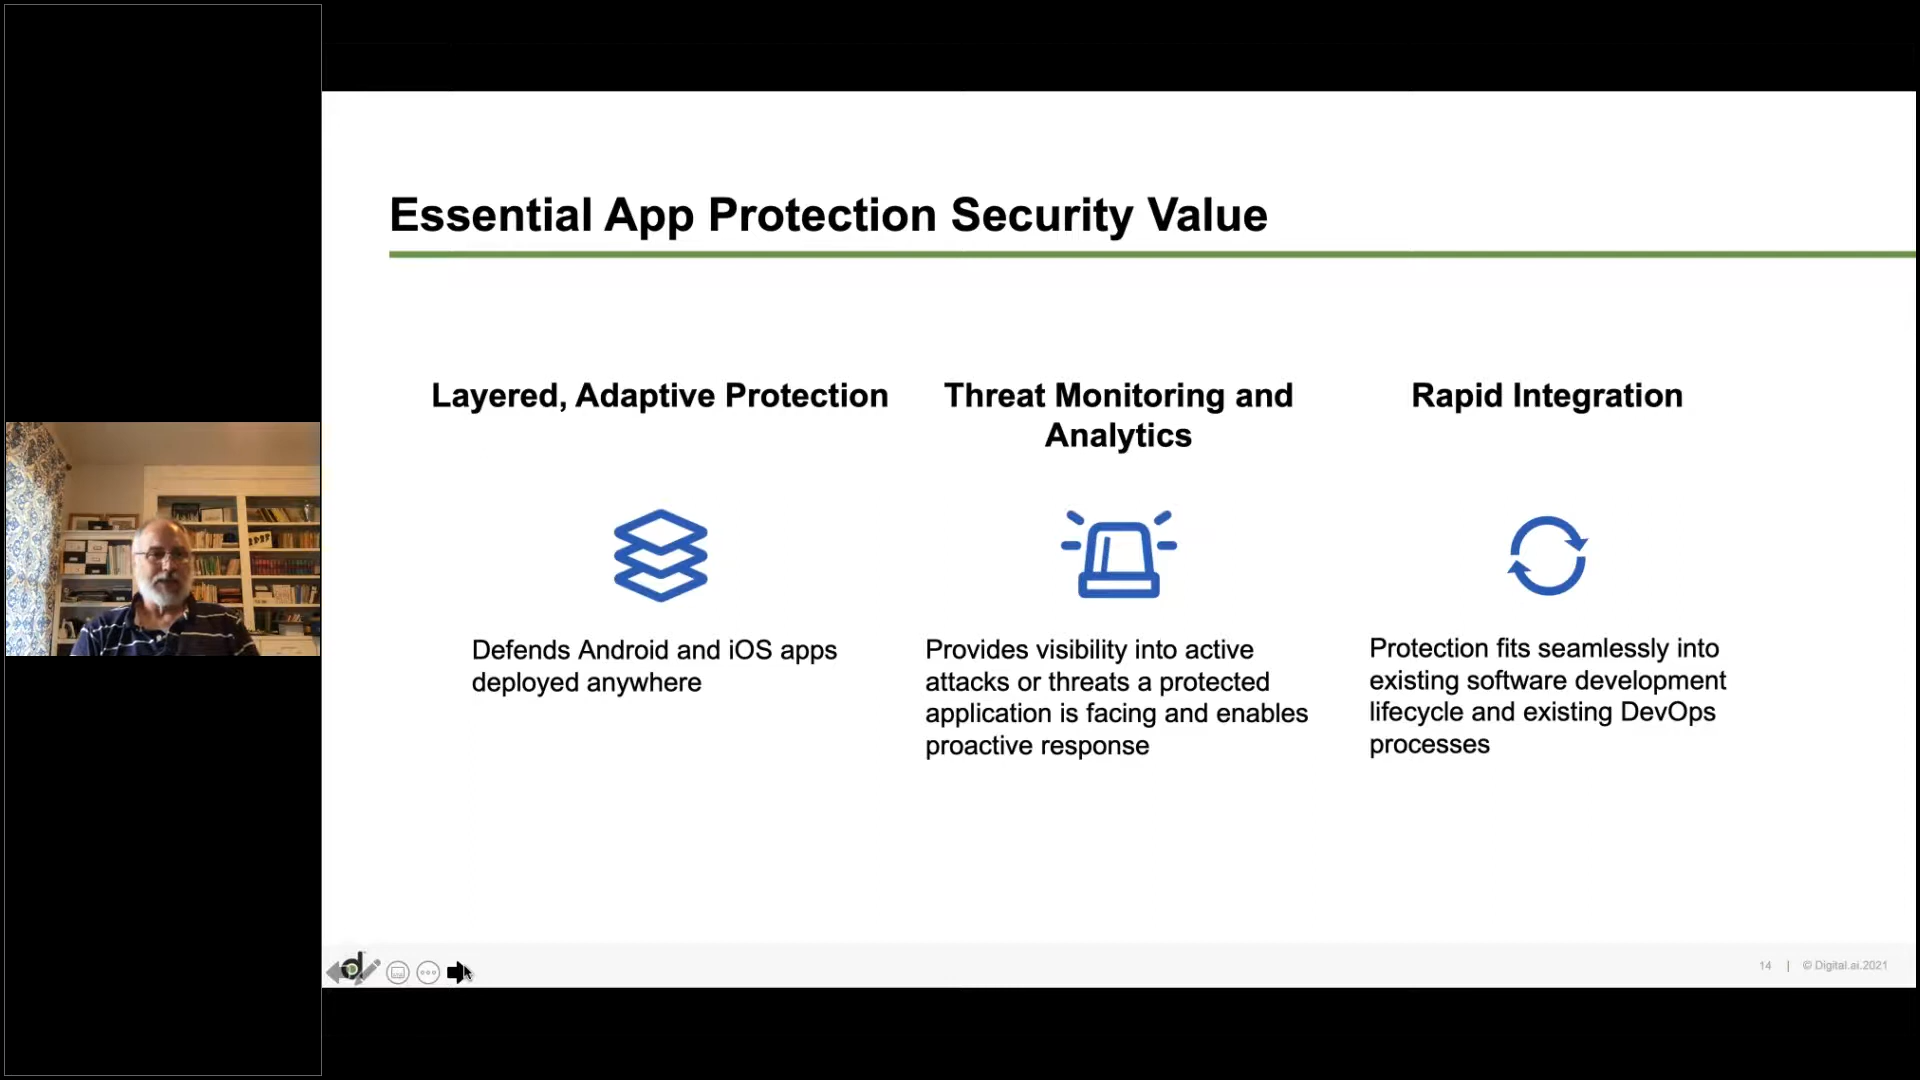 Essential App Protection Security Value
Layered, Adaptive Protection
Defends Android and iOS apps
deployed anywhere
Threat Monitoring and
Analytics
Provides visibility into active
attacks or threats a protected
application is facing and enables
proactive response
Rapid Integration
Protection fits seamlessly into
existing software development
lifecycle and existing DevOps
processes
14 | © Digital.ai.2021